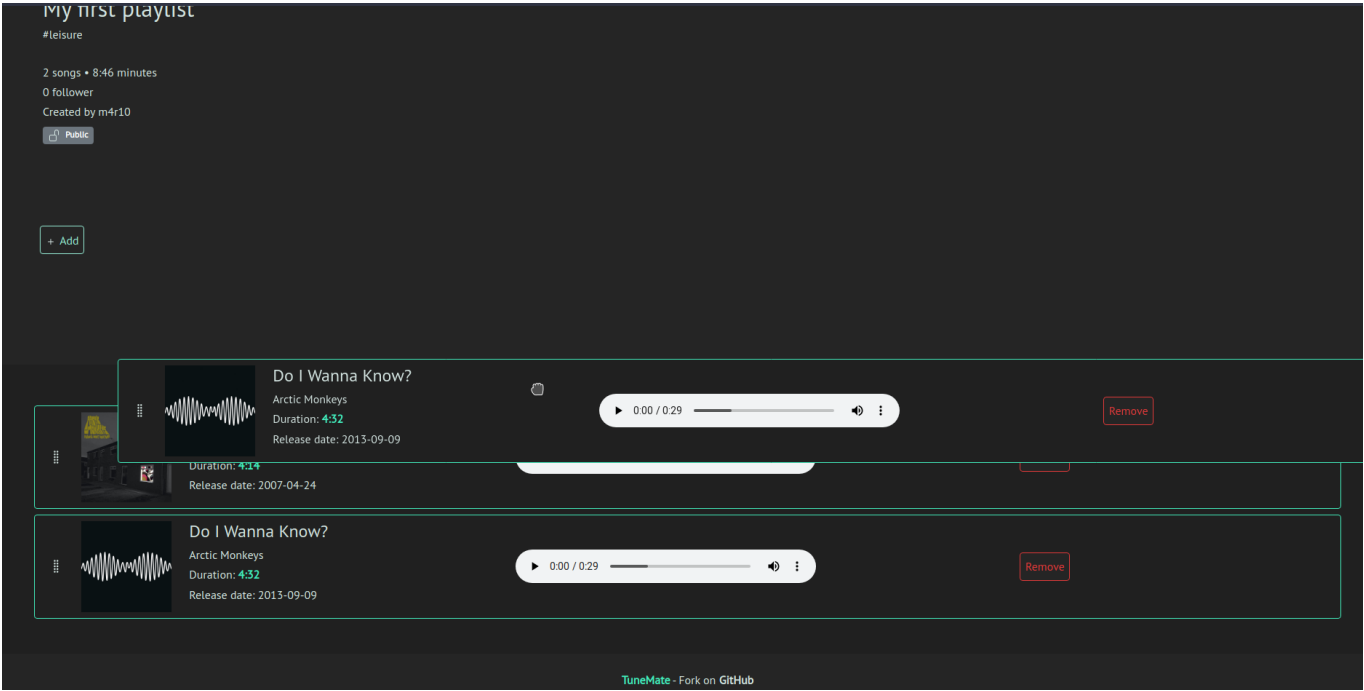 My first playlist
#leisure
2 songs • 8:46 minutes
0 follower
Created by m4r10
Public
+ Add
Do I Wanna Know?
Arctic Monkeys
Duration: 4:32
Release date: 2013-09-09
0:00 / 0:29
Remove
Duration: 4:14
Release date: 2007-04-24
Do I Wanna Know?
Arctic Monkeys
Duration: 4:32
Release date: 2013-09-09
0:00 / 0:29
Remove
TuneMate - Fork on GitHub